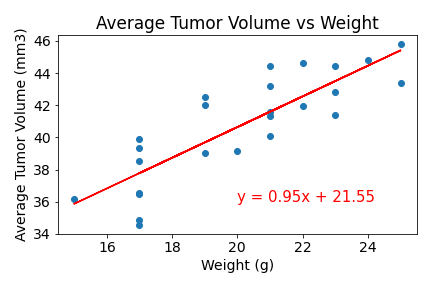 Average Tumor Volume vs Weight
Average Tumor Volume (mm3)
46
44
42
40
38
36
34
y = 0.95x + 21.55
16 18 20 22 24
Weight (g)